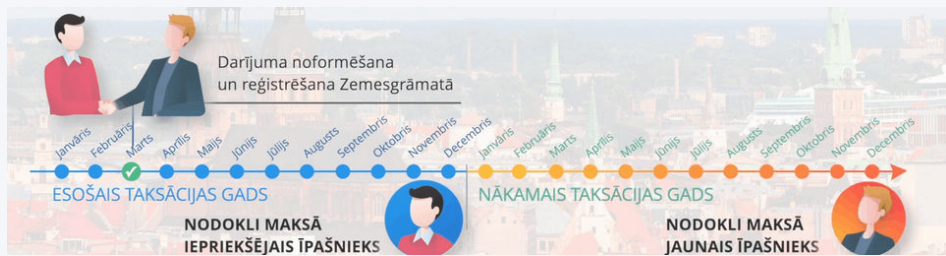 Darījuma noformēšana
un reģistrēšana Zemesgrāmatā
Janvāris Februāris Marts Aprīlis Maijs Jūnijs Jūlijs Augusts Septembris Oktobris Novembris Decembris Janvāris Februāris Marts Aprīlis Maijs Jūnijs Jūlijs Augusts Septembris Oktobris Novembris Decembris
ESOŠAIS TAKSĀCIJAS GADS
NĀKAMAIS TAKSĀCIJAS GADS
NODOKLI MAKSĀ
IEPRIEKŠĒJAIS ĪPAŠNIEKS
NODOKLI MAKSĀ
JAUNAIS ĪPAŠNIEKS